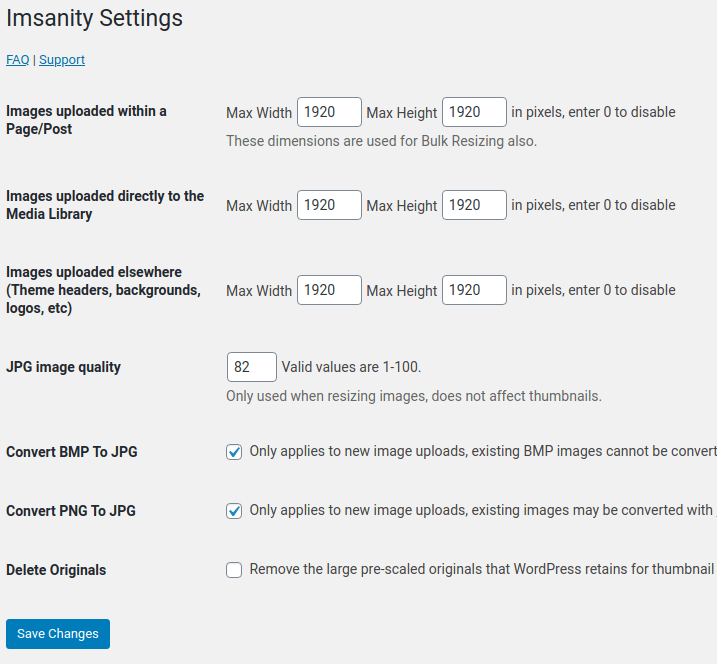 Imsanity Settings
FAQ | Support
Images uploaded within a
Page/Post
Max Width 1920 Max Height 1920 in pixels, enter 0 to disable
These dimensions are used for Bulk Resizing also.
Images uploaded directly to the
Media Library
Max Width 1920 Max Height 1920 in pixels, enter 0 to disable
Images uploaded elsewhere
(Theme headers, backgrounds,
logos, etc)
Max Width 1920 Max Height 1920 in pixels, enter 0 to disable
JPG image quality
82 Valid values are 1-100.
Only used when resizing images, does not affect thumbnails.
Convert BMP To JPG
Only applies to new image uploads, existing BMP images cannot be convert
Convert PNG To JPG
Only applies to new image uploads, existing images may be converted with
Delete Originals
Remove the large pre-scaled originals that WordPress retains for thumbnail
Save Changes